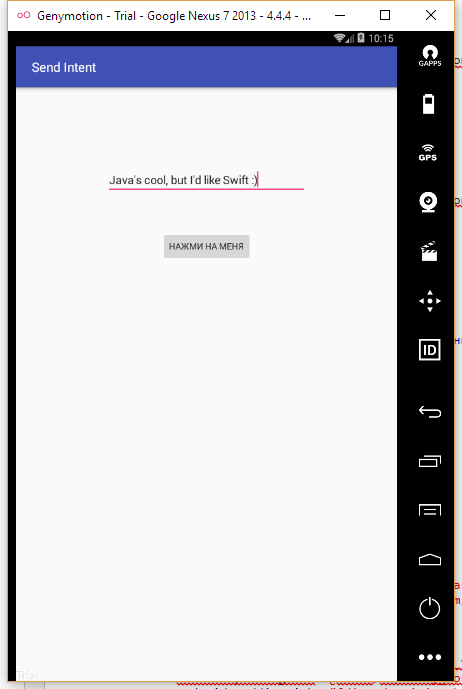 Genymotion - Trial - Google Nexus 7 2013 - 4.4.4 - ...
10:15
Send Intent
GAPPS
Java's cool, but I'd like Swift :)
GPS
НАЖМИ НА МЕНЯ
ID
Trial